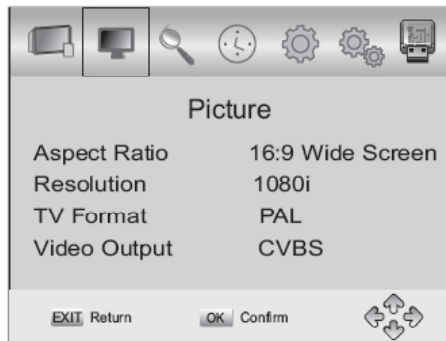 Picture
Aspect Ratio 16:9 Wide Screen
Resolution 1080i
TV Format PAL
Video Output CVBS
EXIT Return OK Confirm